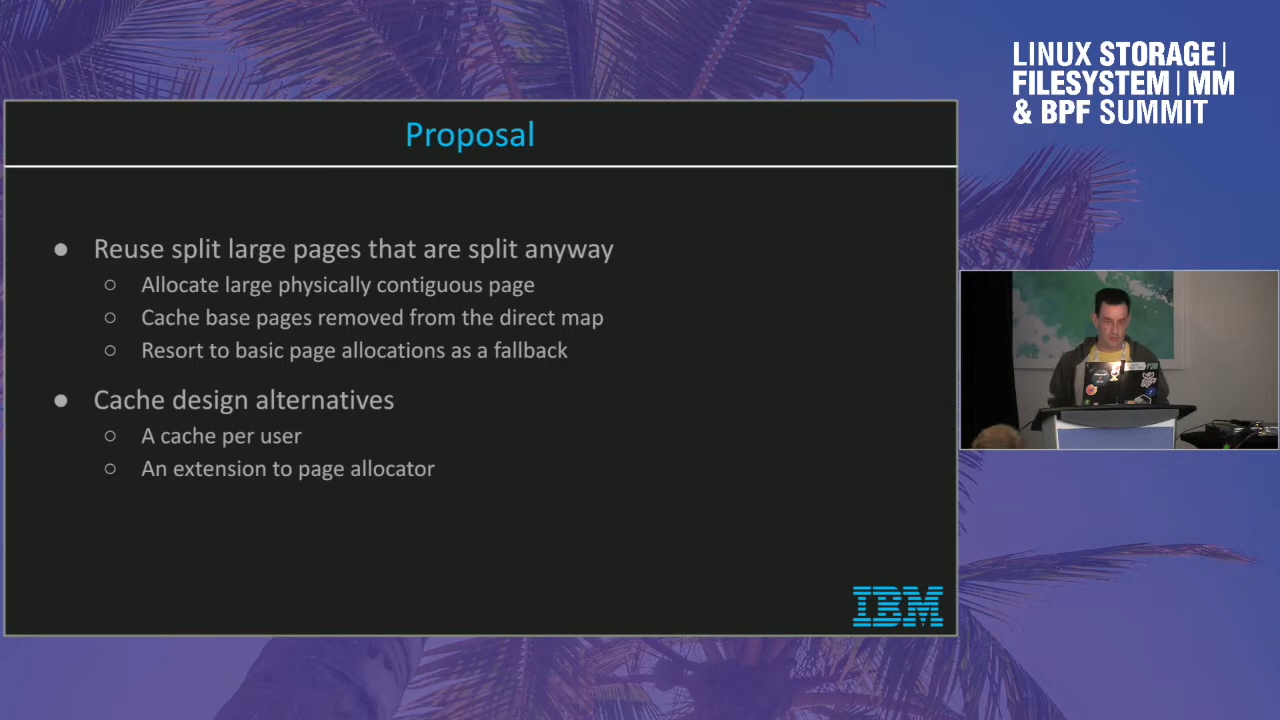 LINUX STORAGE |
FILESYSTEM | MM
& BPF SUMMIT
Proposal
● Reuse split large pages that are split anyway
○ Allocate large physically contiguous page
○ Cache base pages removed from the direct map
○ Resort to basic page allocations as a fallback
● Cache design alternatives
○ A cache per user
○ An extension to page allocator
IBM